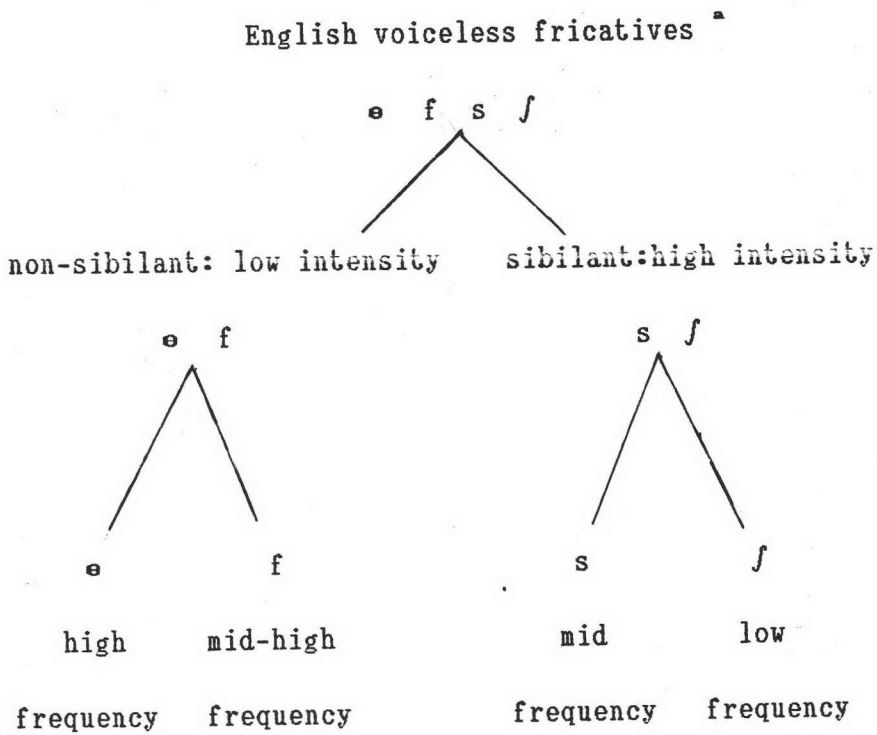 English voiceless fricatives ᵃ
ɵ f s ʃ
non-sibilant: low intensity sibilant:high intensity
ɵ f s ʃ
ɵ f s ʃ
high mid-high mid low
frequency frequency frequency frequency